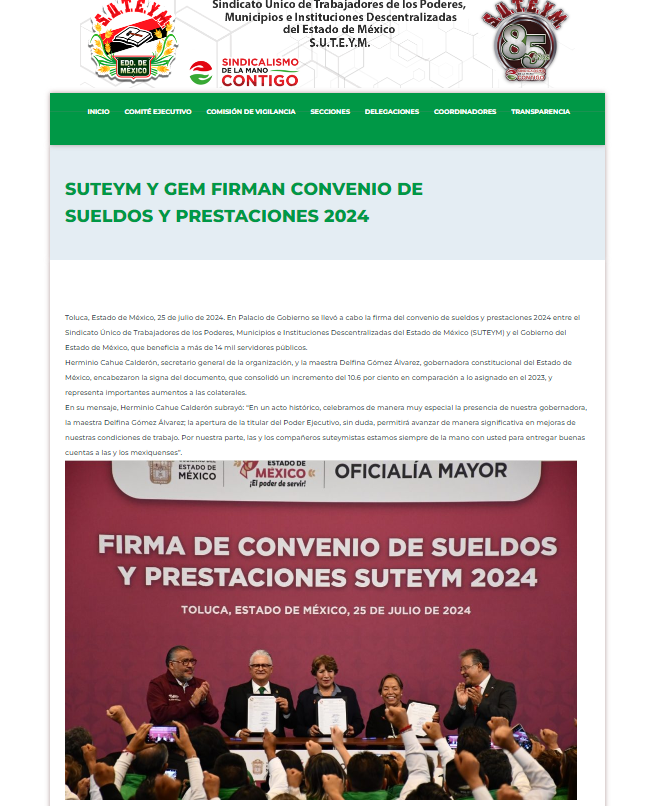 S.U.T.E.Y.M
EDO. DE
MÉXICO
Sindicato Único de Trabajadores de los Poderes,
Municipios e Instituciones Descentralizadas
del Estado de México
S.U.T.E.Y.M.
SINDICALISMO
DE LA MANO
CONTIGO
S.U.T.E.Y.M
85
INICIO COMITÉ EJECUTIVO COMISIÓN DE VIGILANCIA SECCIONES DELEGACIONES COORDINADORES TRANSPARENCIA
SUTEYM Y GEM FIRMAN CONVENIO DE
SUELDOS Y PRESTACIONES 2024
Toluca, Estado de México, 25 de julio de 2024. En Palacio de Gobierno se llevó a cabo la firma del convenio de sueldos y prestaciones 2024 entre el
Sindicato Único de Trabajadores de los Poderes, Municipios e Instituciones Descentralizadas del Estado de México (SUTEYM) y el Gobierno del
Estado de México, que beneficia a más de 14 mil servidores públicos.
Herminio Cahue Calderón, secretario general de la organización, y la maestra Delfina Gómez Álvarez, gobernadora constitucional del Estado de
México, encabezaron la signa del documento, que consolidó un incremento del 10.6 por ciento en comparación a lo asignado en el 2023, y
representa importantes aumentos a las colaterales.
En su mensaje, Herminio Cahue Calderón subrayó: “En un acto histórico, celebramos de manera muy especial la presencia de nuestra gobernadora,
la maestra Delfina Gómez Álvarez; la apertura de la titular del Poder Ejecutivo, sin duda, permitirá avanzar de manera significativa en mejoras de
nuestras condiciones de trabajo. Por nuestra parte, las y los compañeros suteymistas estamos siempre de la mano con usted para entregar buenas
cuentas a las y los mexiquenses”.
ESTADO DE
MÉXICO
ESTADO DE
MÉXICO
¡El poder de servir!
OFICIALÍA MAYOR
FIRMA DE CONVENIO DE SUELDOS
Y PRESTACIONES SUTEYM 2024
TOLUCA, ESTADO DE MÉXICO, 25 DE JULIO DE 2024